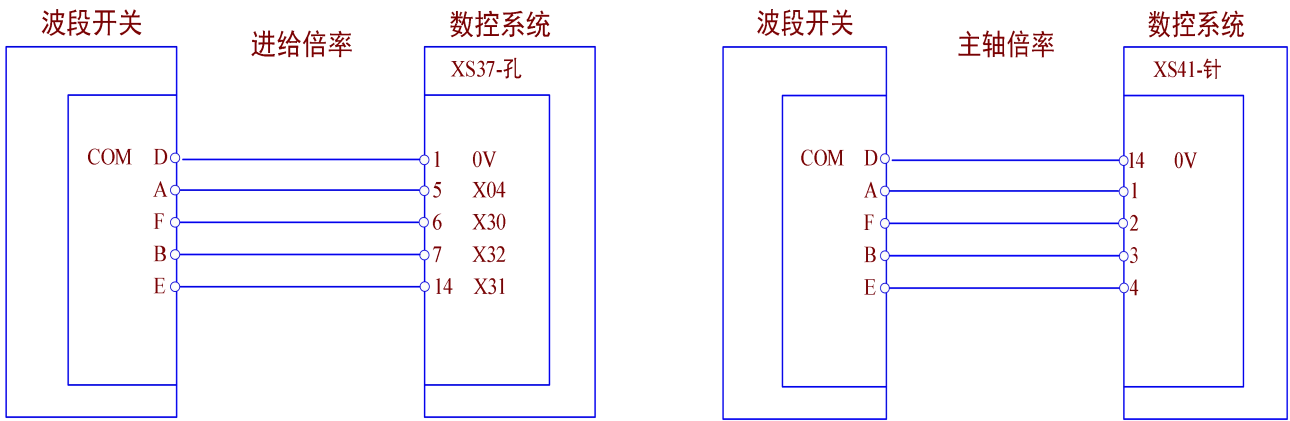 波段开关 进给倍率 数控系统
XS37-孔
COM D 1 0V
A 5 X04
F 6 X30
B 7 X32
E 14 X31
波段开关 主轴倍率 数控系统
XS41-针
COM D 14 0V
A 1
F 2
B 3
E 4